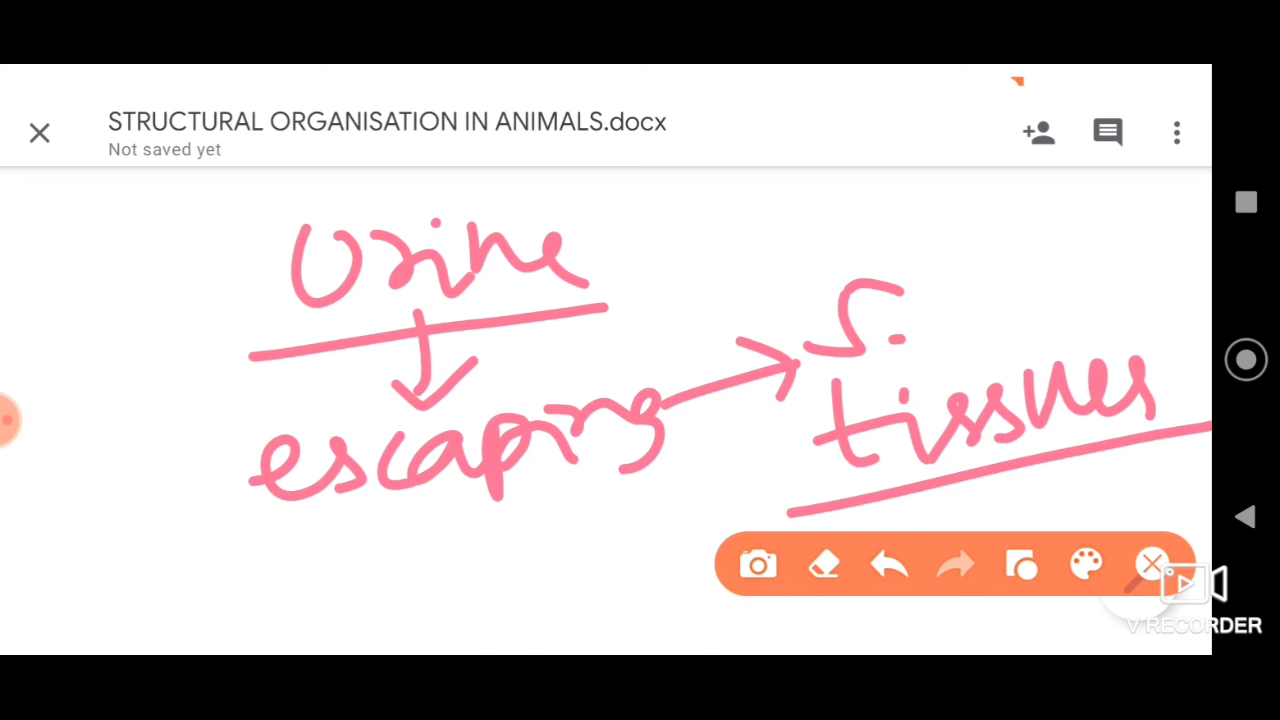 STRUCTURAL ORGANISATION IN ANIMALS.docx
Not saved yet
Urine
escaping
S.
tissues
V RECORDER